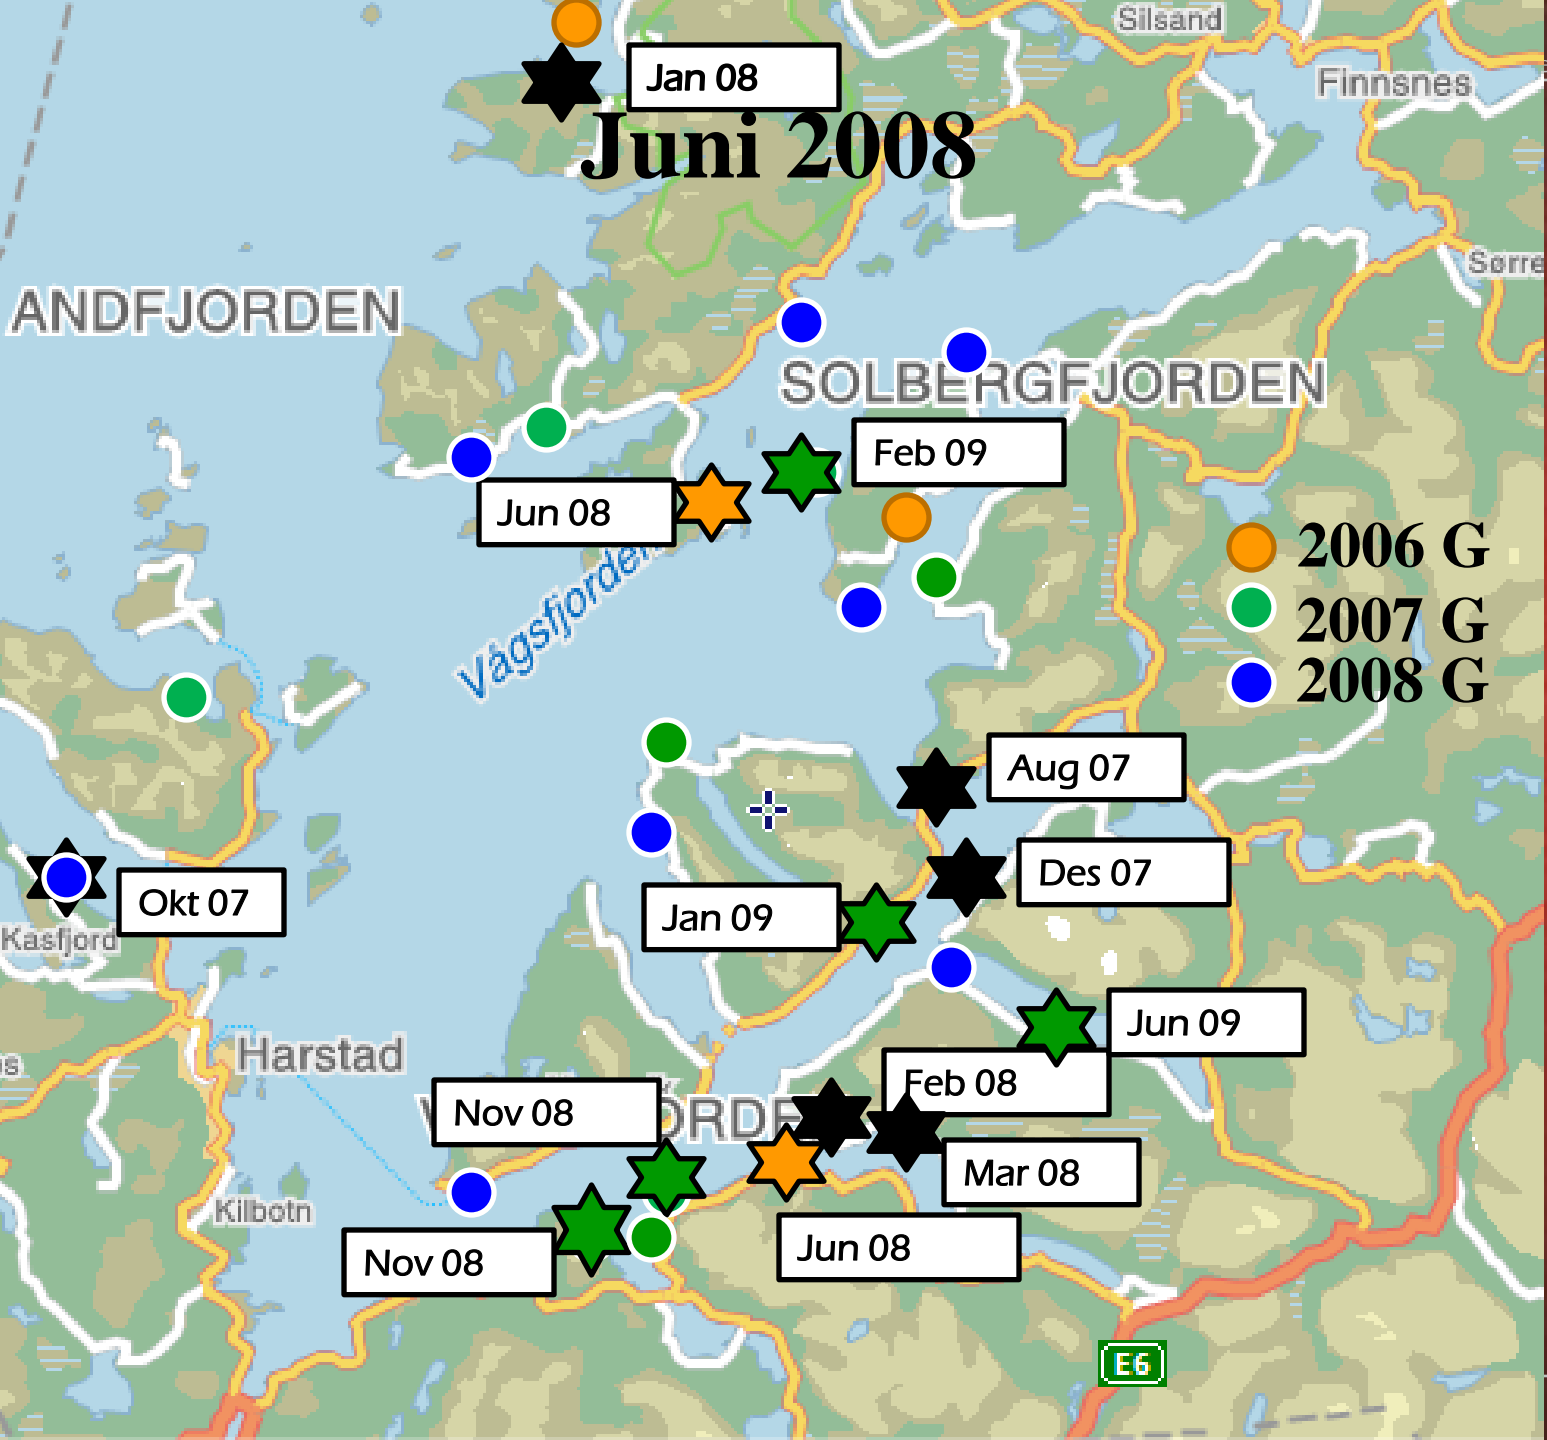 Silsand
Jan 08
Finnsnes
Juni 2008
Sørre
ANDFJORDEN
SOLBERGFJORDEN
Feb 09
Jun 08
2006 G
Vågsfjorden
2007 G
2008 G
Aug 07
Des 07
Okt 07
Jan 09
Kasfjord
Jun 09
Harstad
Feb 08
Nov 08
Mar 08
Kilbotn
Jun 08
Nov 08
E6